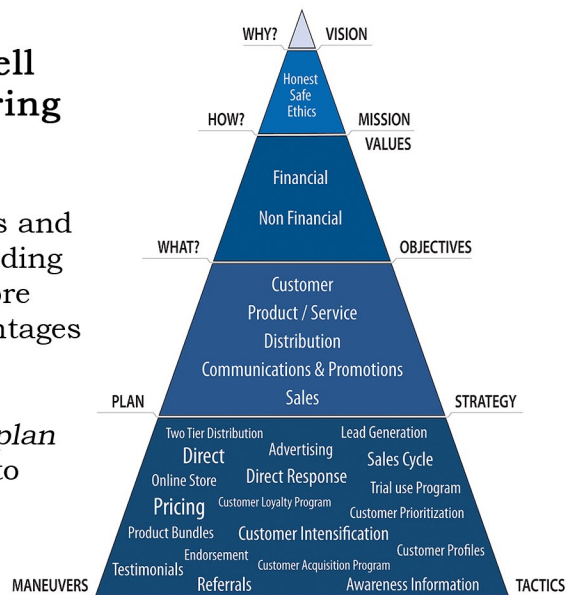 ell
ring
s and
ding
ore
ntages
plan
to
WHY? VISION
Honest
Safe
Ethics
HOW? MISSION
VALUES
Financial
Non Financial
WHAT? OBJECTIVES
Customer
Product / Service
Distribution
Communications & Promotions
Sales
PLAN STRATEGY
Two Tier Distribution Lead Generation
Direct Advertising Sales Cycle
Online Store Direct Response Trial use Program
Pricing Customer Loyalty Program Customer Prioritization
Product Bundles Customer Intensification
Endorsement Customer Profiles
Testimonials Customer Acquisition Program
MANEUVERS Referrals Awareness Information TACTICS